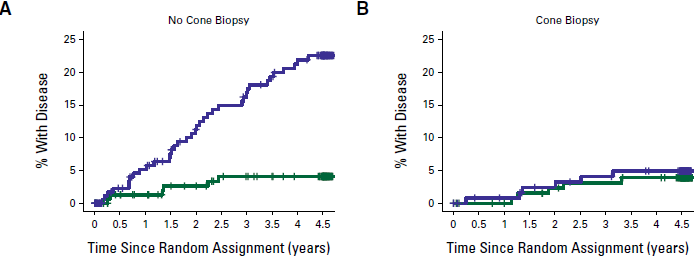 A
No Cone Biopsy
% With Disease
25
20
15
10
5
0
0 0.5 1 1.5 2 2.5 3 3.5 4 4.5
Time Since Random Assignment (years)
B
Cone Biopsy
% With Disease
25
20
15
10
5
0
0 0.5 1 1.5 2 2.5 3 3.5 4 4.5
Time Since Random Assignment (years)